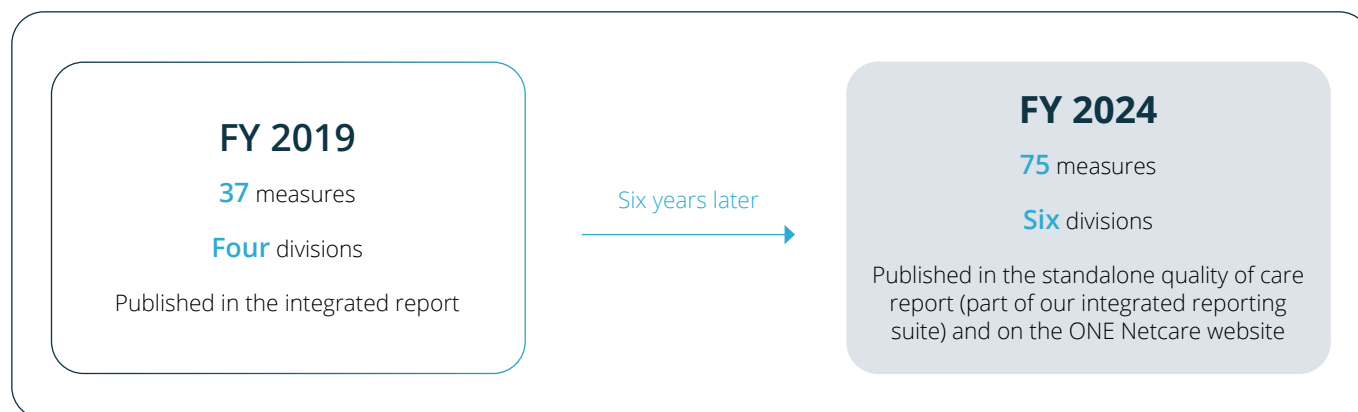 FY 2019
37 measures
Four divisions
Published in the integrated report
Six years later
FY 2024
75 measures
Six divisions
Published in the standalone quality of care
report (part of our integrated reporting
suite) and on the ONE Netcare website